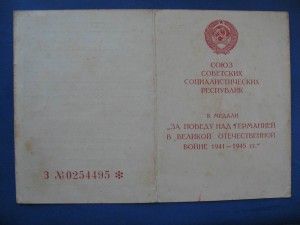 СОЮЗ
СОВЕТСКИХ
СОЦИАЛИСТИЧЕСКИХ
РЕСПУБЛИК
К МЕДАЛИ
„ЗА ПОБЕДУ НАД ГЕРМАНИЕЙ
В ВЕЛИКОЙ ОТЕЧЕСТВЕННОЙ
ВОЙНЕ 1941—1945 гг.“
З №0254495 *